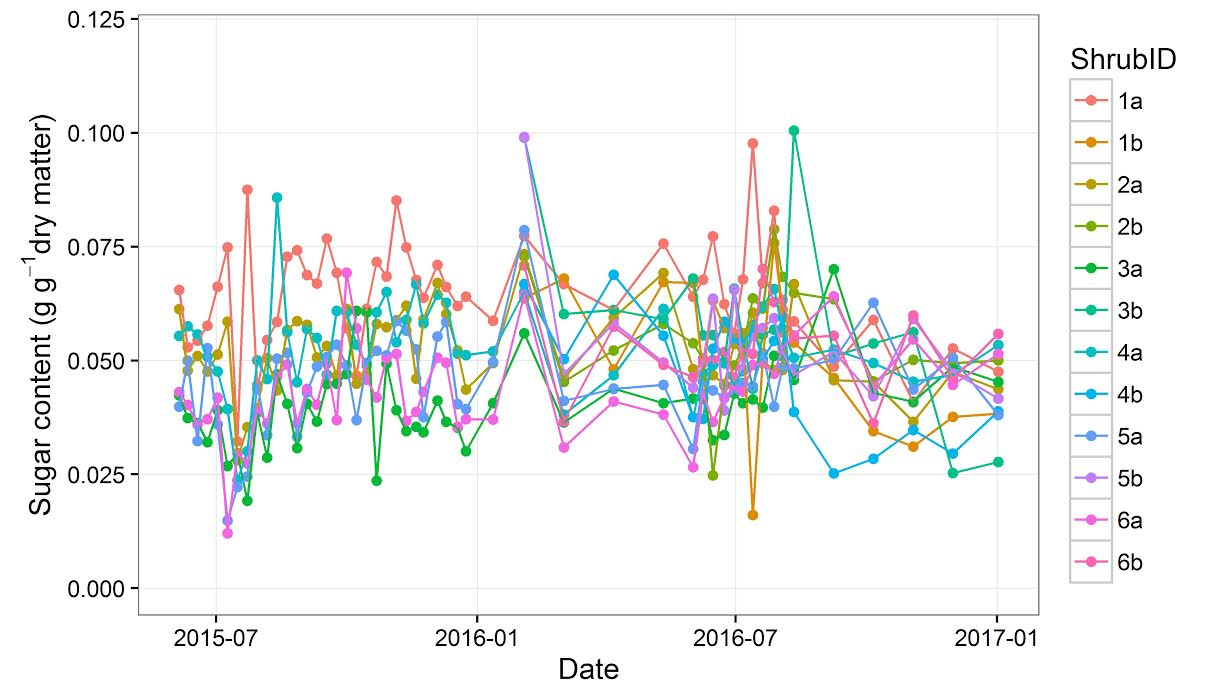 0.125
0.100
0.075
0.050
0.025
0.000
Sugar content (g g⁻¹dry matter)
2015-07 2016-01 2016-07 2017-01
Date
ShrubID
1a
1b
2a
2b
3a
3b
4a
4b
5a
5b
6a
6b